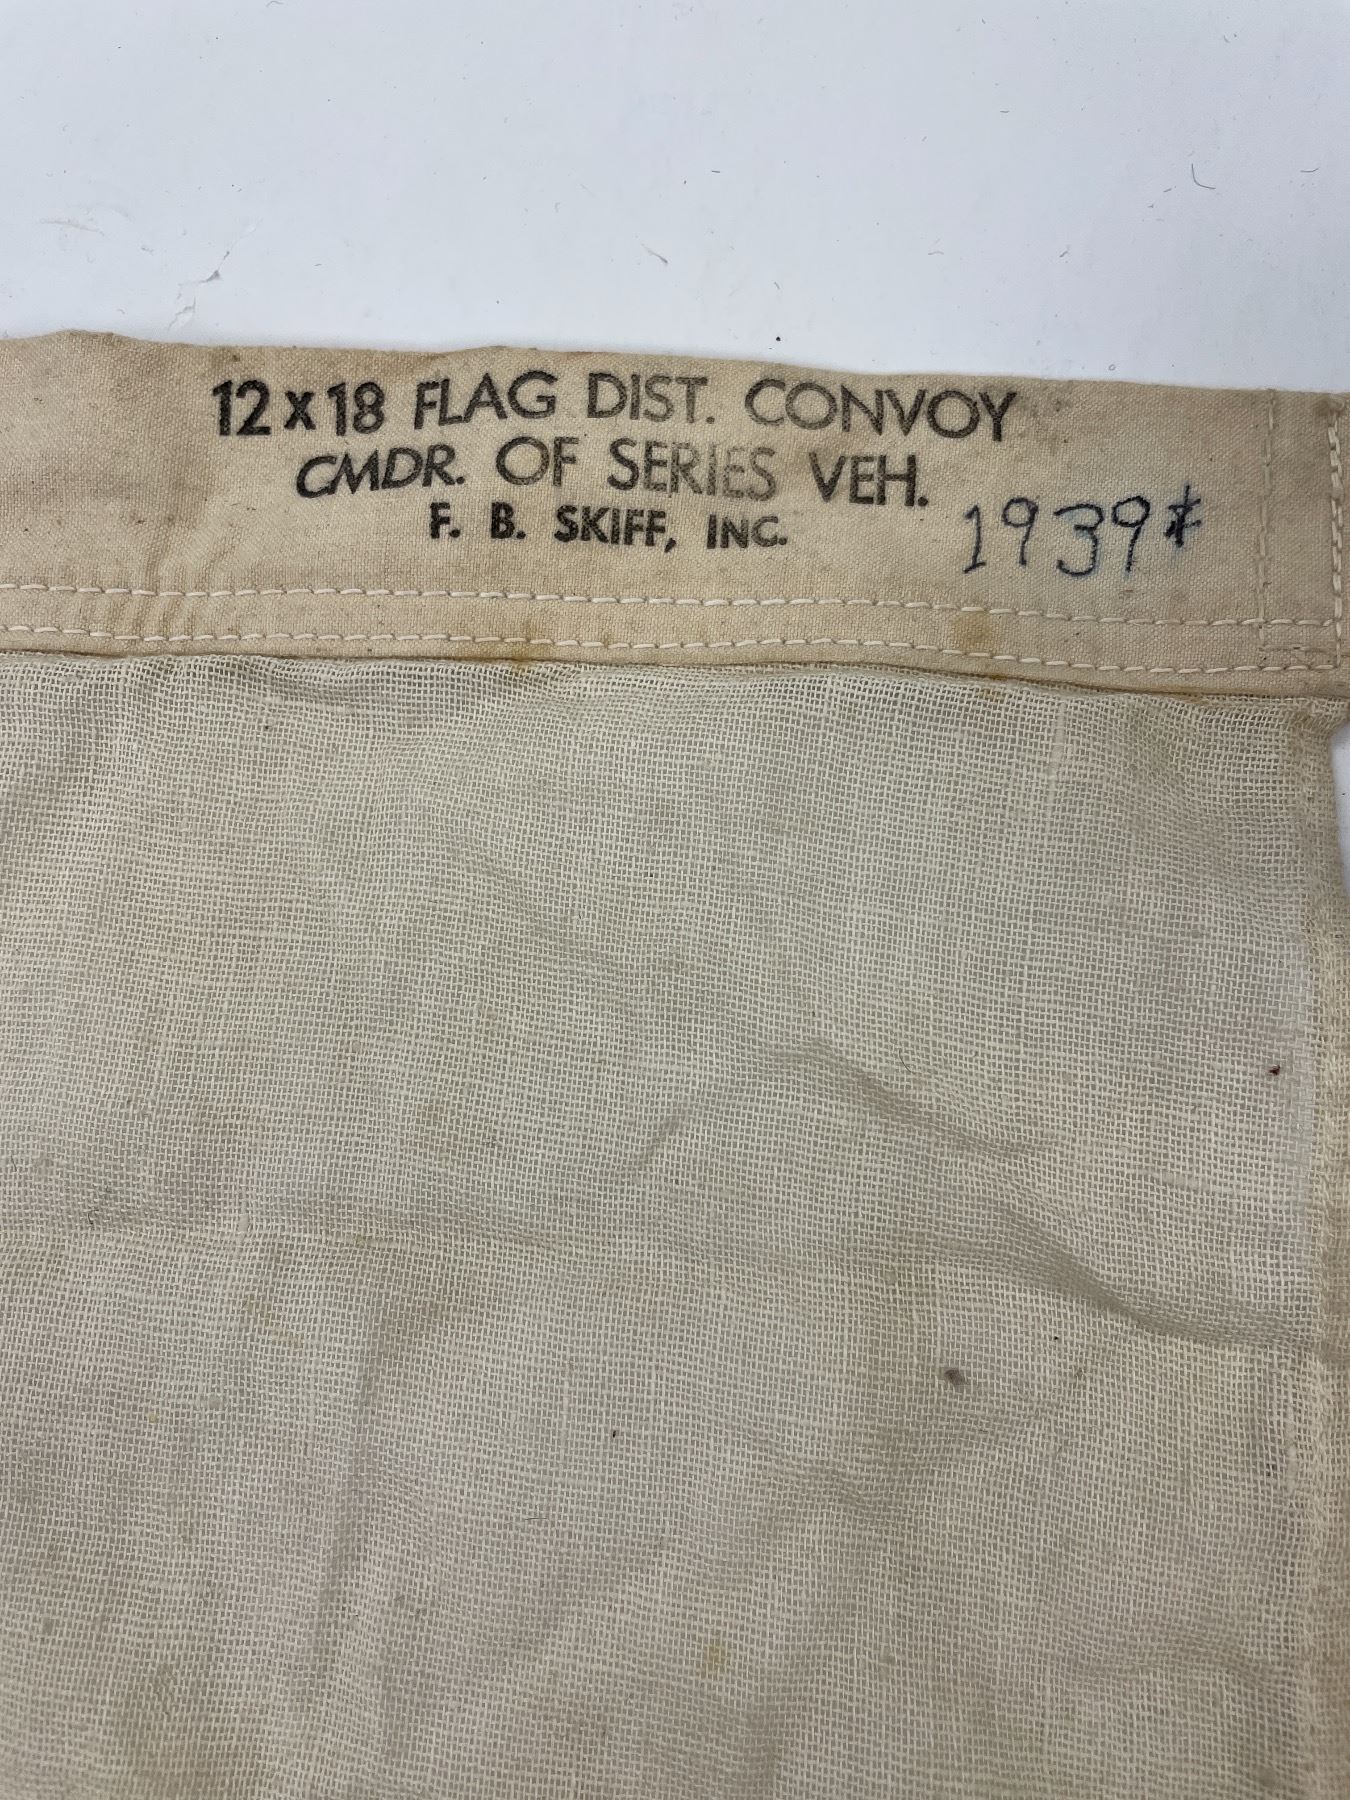 12 x 18 FLAG DIST. CONVOY
CMDR. OF SERIES VEH.
F. B. SKIFF, INC.
1939*